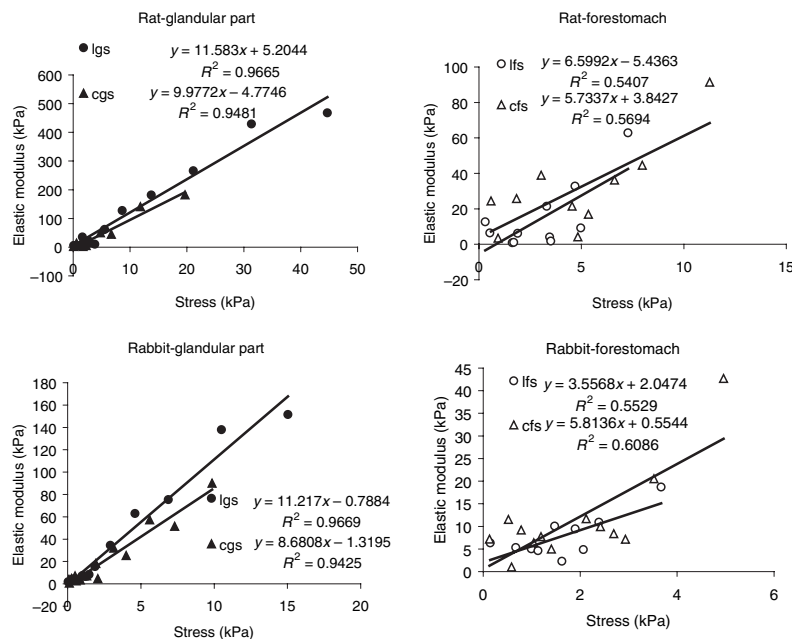 Rat-glandular part
lgs y = 11.583x + 5.2044
R² = 0.9665
cgs y = 9.9772x – 4.7746
R² = 0.9481
Elastic modulus (kPa)
600
500
400
300
200
100
0
–100
0 10 20 30 40 50
Stress (kPa)
Rat-forestomach
lfs y = 6.5992x – 5.4363
R² = 0.5407
cfs y = 5.7337x + 3.8427
R² = 0.5694
Elastic modulus (kPa)
100
80
60
40
20
0
–20
0 5 10 15
Stress (kPa)
Rabbit-glandular part
Elastic modulus (kPa)
180
160
140
120
100
80
60
40
20
0
–20
lgs y = 11.217x – 0.7884
R² = 0.9669
cgs y = 8.6808x – 1.3195
R² = 0.9425
0 5 10 15 20
Stress (kPa)
Rabbit-forestomach
lfs y = 3.5568x + 2.0474
R² = 0.5529
cfs y = 5.8136x + 0.5544
R² = 0.6086
Elastic modulus (kPa)
45
40
35
30
25
20
15
10
5
0
0 2 4 6
Stress (kPa)